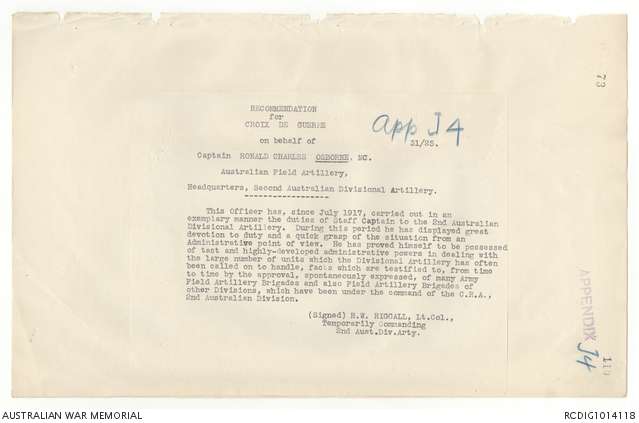 RECOMMENDATION
for
CROIX DE GUERRE
on behalf of
App J4
31/25.
Captain RONALD CHARLES OSBORNE, MC.
Australian Field Artillery,
Headquarters, Second Australian Divisional Artillery.
This Officer has, since July 1917, carried out in an
exemplary manner the duties of Staff Captain to the 2nd Australian
Divisional Artillery. During this period he has displayed great
devotion to duty and a quick grasp of the situation from an
Administrative point of view. He has proved himself to be possessed
of tact and highly-developed administrative powers in dealing with
the large number of units which the Divisional Artillery has often
been called on to handle, facts which are testified to, from time
to time by the approval, spontaneously expressed, of many Army
Field Artillery Brigades and also Field Artillery Brigades of
other Divisions, which have been under the command of the C.R.A.,
2nd Australian Division.
(Signed) H.W. RIGGALL, Lt.Col.,
Temporarily Commanding
2nd Aust.Div.Arty.
73
APPENDIX J4
AUSTRALIAN WAR MEMORIAL
RCDIG1014118